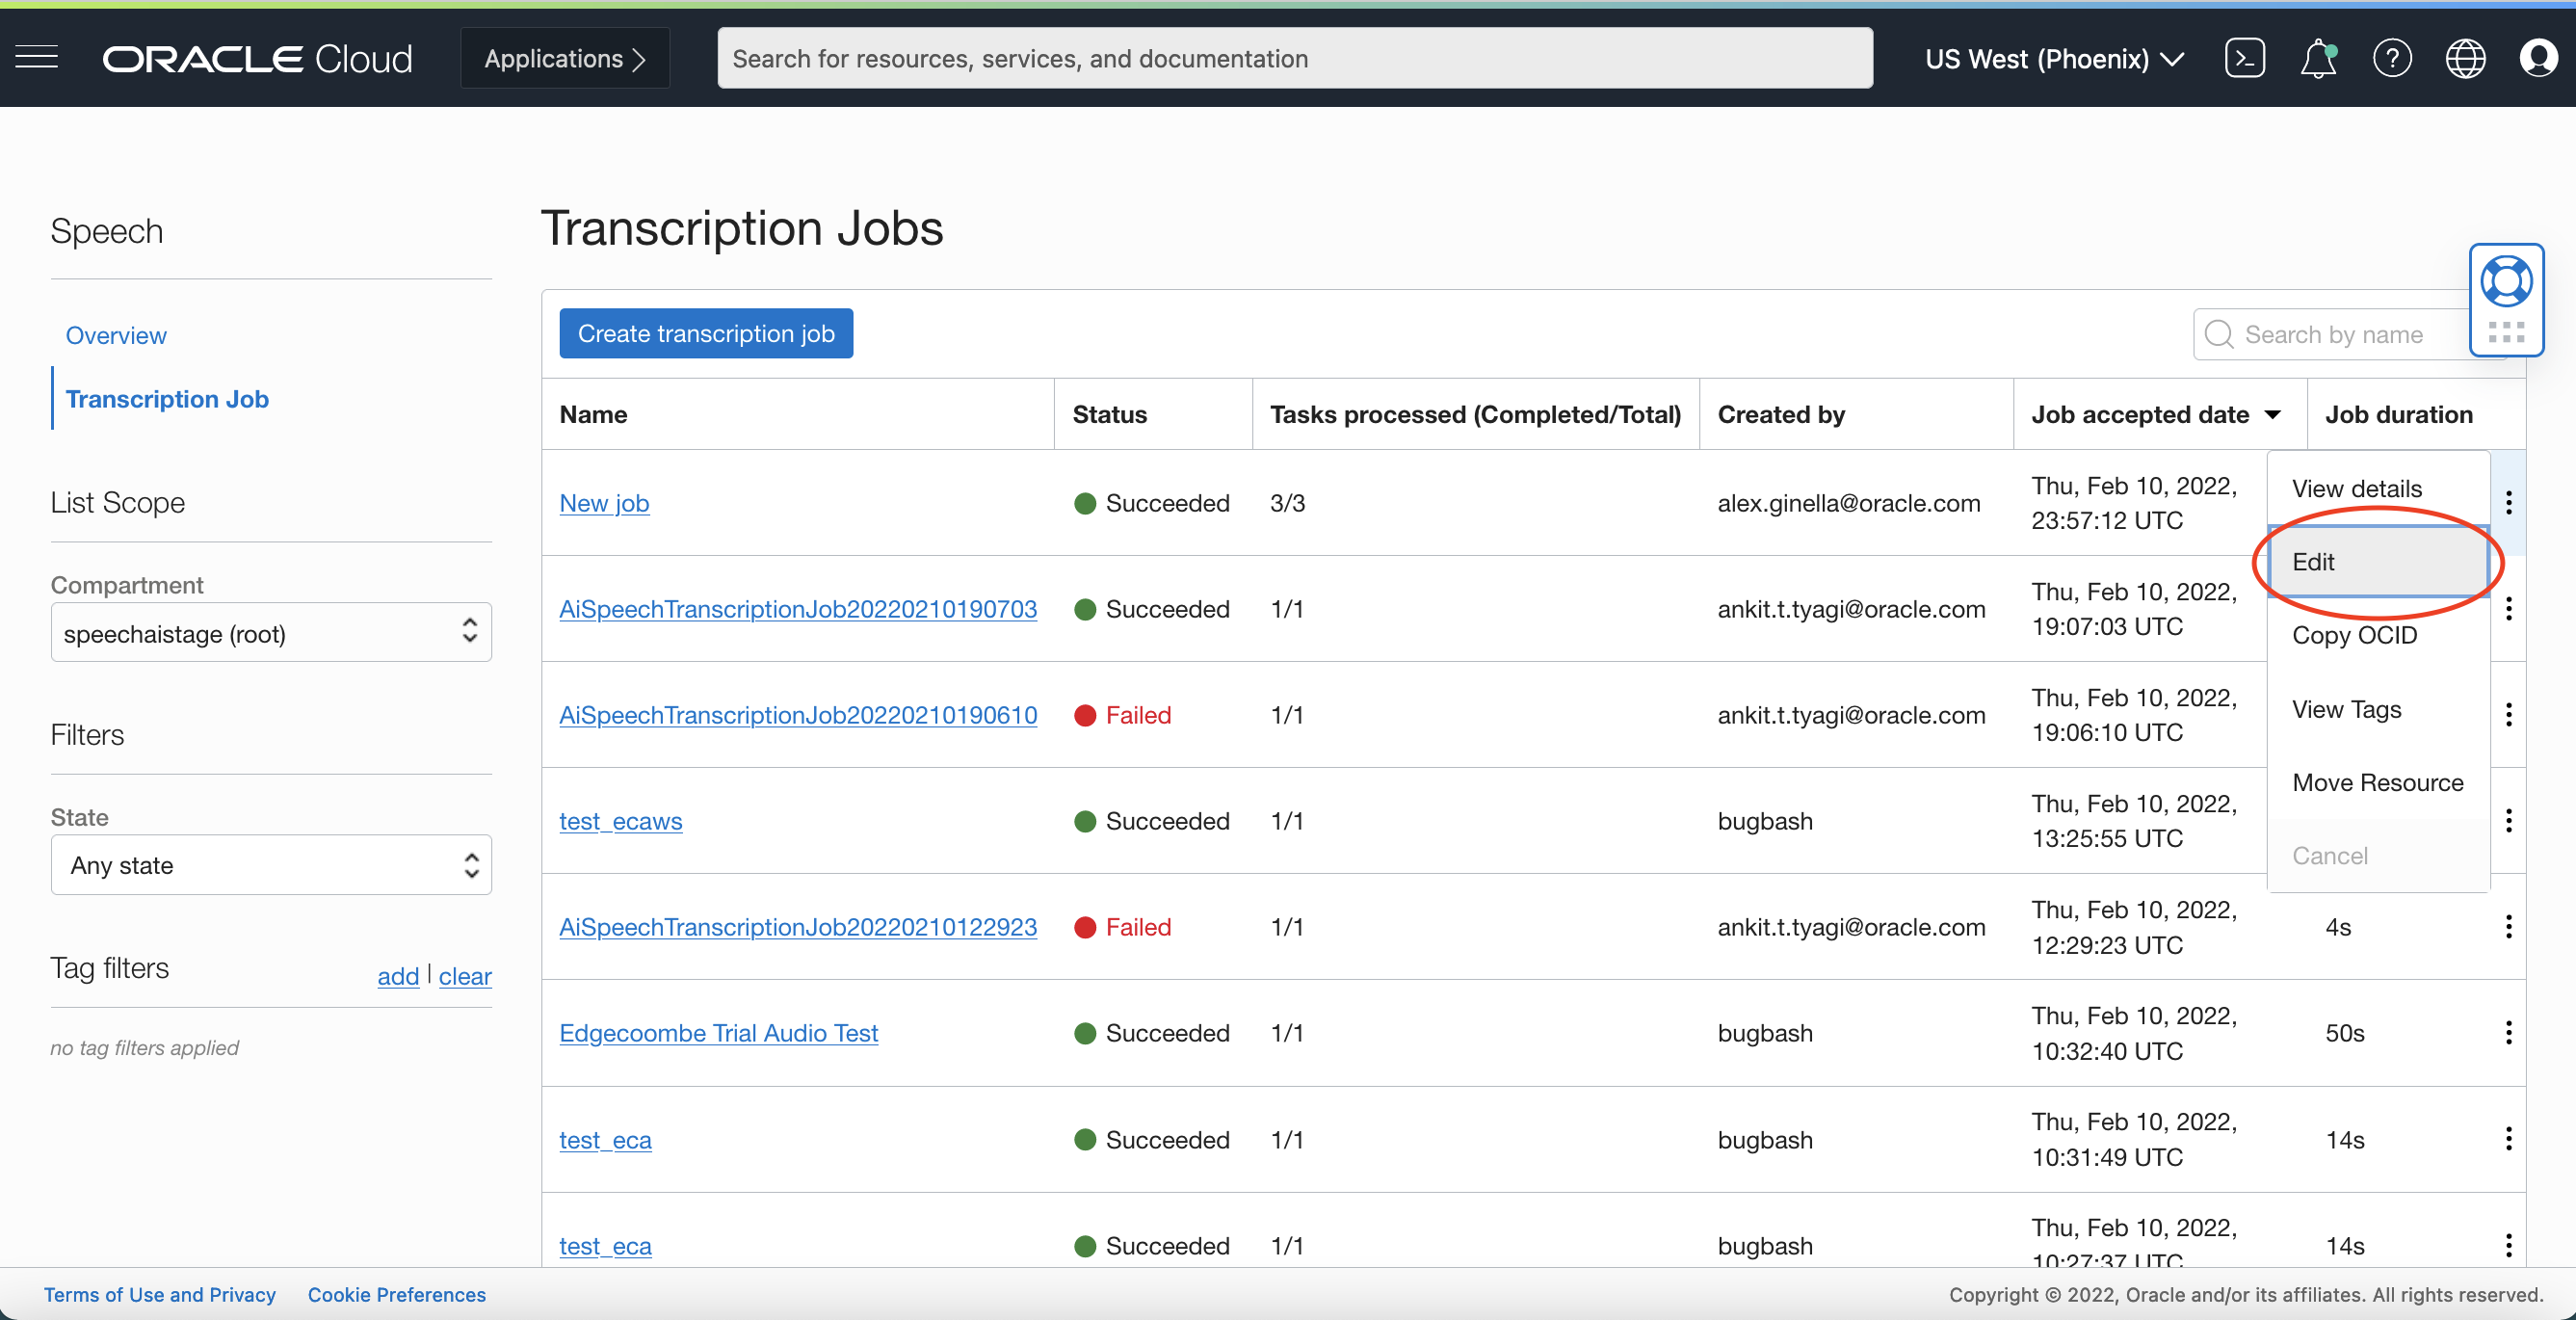 ORACLE Cloud
Applications
Search for resources, services, and documentation
US West (Phoenix)
Speech
Overview
Transcription Job
List Scope
Compartment
speechaistage (root)
Filters
State
Any state
Tag filters
add | clear
no tag filters applied
Transcription Jobs
Create transcription job
Search by name
Name Status Tasks processed (Completed/Total) Created by Job accepted date Job duration
New job Succeeded 3/3 alex.ginella@oracle.com Thu, Feb 10, 2022,
23:57:12 UTC
AiSpeechTranscriptionJob20220210190703 Succeeded 1/1 ankit.t.tyagi@oracle.com Thu, Feb 10, 2022,
19:07:03 UTC
AiSpeechTranscriptionJob20220210190610 Failed 1/1 ankit.t.tyagi@oracle.com Thu, Feb 10, 2022,
19:06:10 UTC
test_ecaws Succeeded 1/1 bugbash Thu, Feb 10, 2022,
13:25:55 UTC
AiSpeechTranscriptionJob20220210122923 Failed 1/1 ankit.t.tyagi@oracle.com Thu, Feb 10, 2022, 4s
12:29:23 UTC
Edgecoombe Trial Audio Test Succeeded 1/1 bugbash Thu, Feb 10, 2022, 50s
10:32:40 UTC
test_eca Succeeded 1/1 bugbash Thu, Feb 10, 2022, 14s
10:31:49 UTC
test_eca Succeeded 1/1 bugbash Thu, Feb 10, 2022, 14s
10:27:37 UTC
View details
Edit
Copy OCID
View Tags
Move Resource
Cancel
Terms of Use and Privacy Cookie Preferences
Copyright © 2022, Oracle and/or its affiliates. All rights reserved.